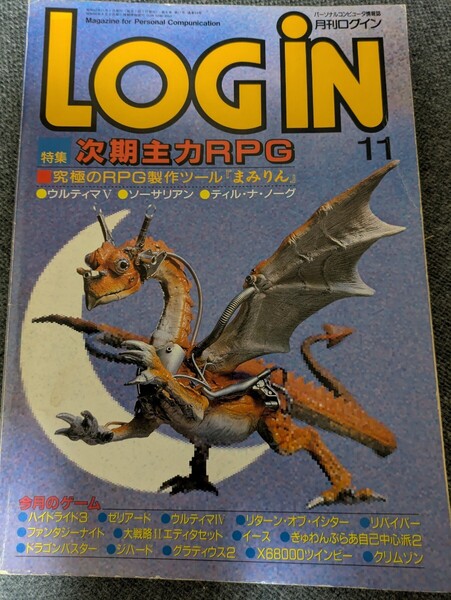 Magazine for Personal Computation
パーソナルコンピュータ情報誌
月刊ログイン
LOGiN
特集 次期主力RPG 11
■究極のRPG製作ツール『まみりん』
●ウルティマV ●ソーサリアン ●ティル・ナ・ノーグ
今月のゲーム
●ハイドライド3 ●ゼリアード ●ウルティマIV ●リターン・オブ・イシター ●リバイバー
●ファンタジーナイト ●大戦略IIエディタセット ●イース ●ぎゅわんぶらあ自己中心派2
●ドラゴンバスター ●ジハード ●グラディウス2 ●X68000ツインビー ●クリムゾン